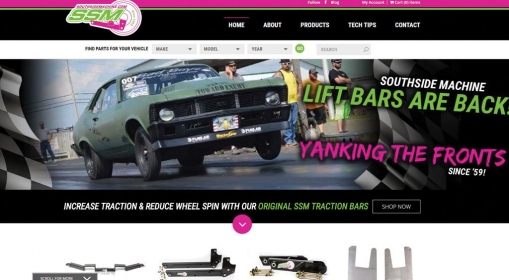 Follow Blog My Account Cart (0) items
SOUTHSIDEMACHINE.COM
SSM
HOME ABOUT PRODUCTS TECH TIPS CONTACT
FIND PARTS FOR YOUR VEHICLE MAKE MODEL YEAR GO SEARCH
SOUTHSIDE MACHINE
LIFT BARS ARE BACK!
YANKING THE FRONTS
SINCE '59!
INCREASE TRACTION & REDUCE WHEEL SPIN WITH OUR ORIGINAL SSM TRACTION BARS SHOP NOW
SCROLL FOR MORE